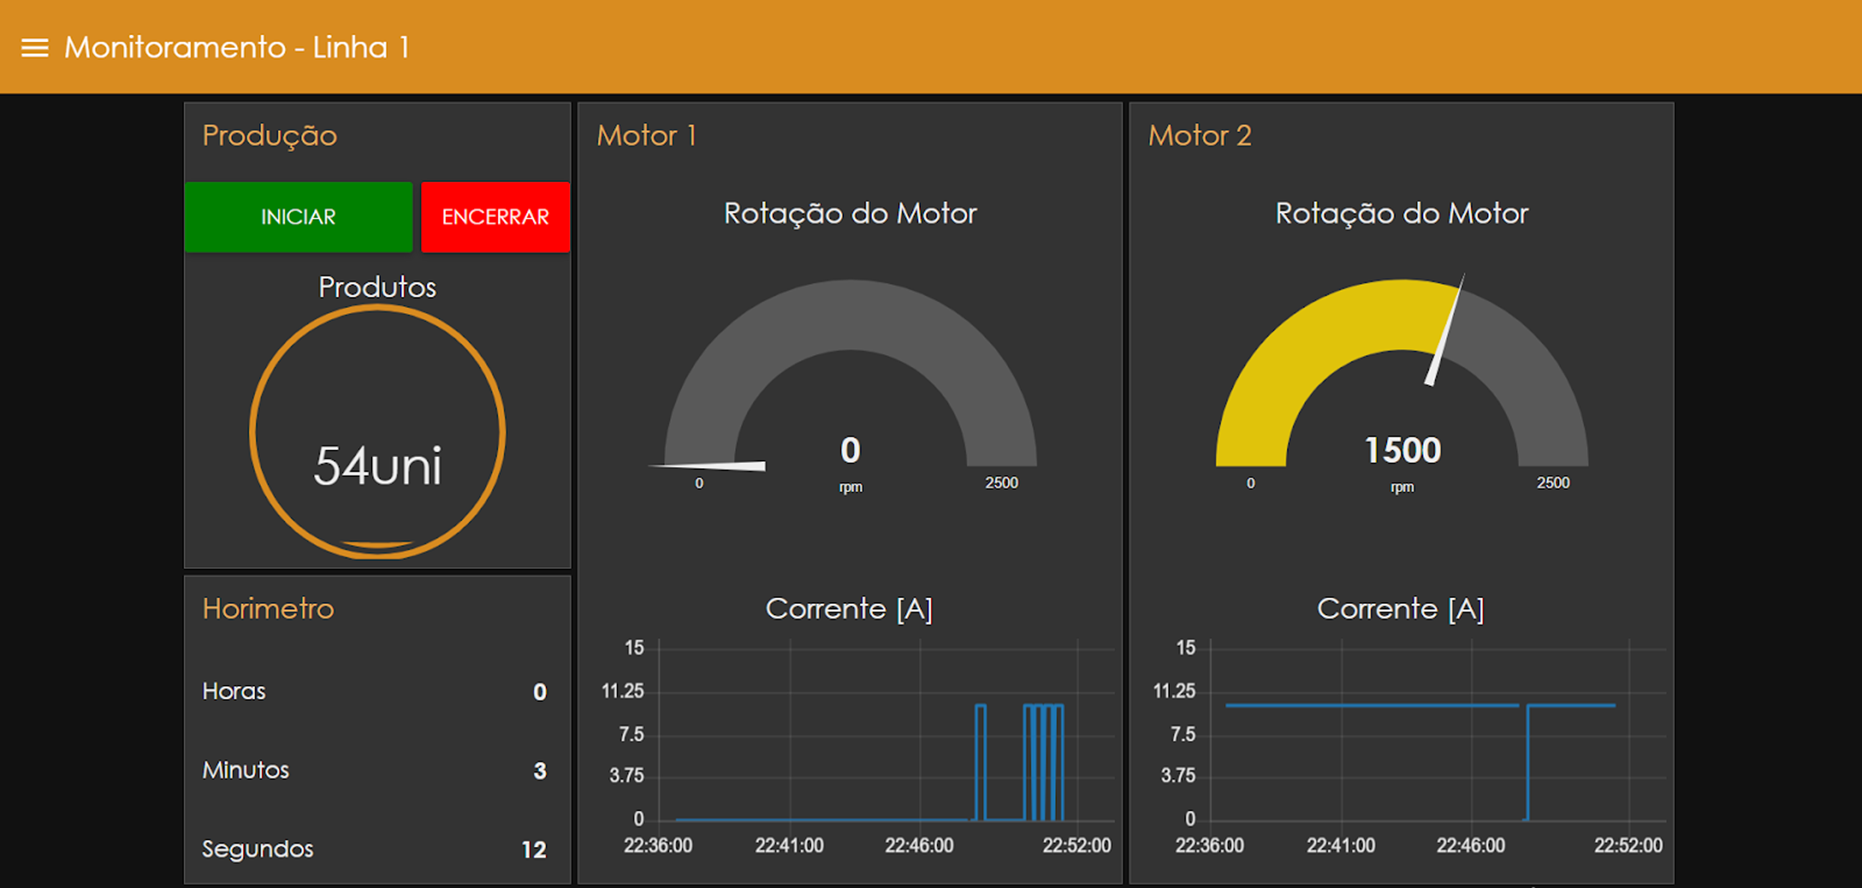 Monitoramento - Linha 1
Produção
INICIAR
ENCERRAR
Produtos
54uni
Horimetro
Horas 0
Minutos 3
Segundos 12
Motor 1
Rotação do Motor
0
rpm
0 2500
Corrente [A]
15
11.25
7.5
3.75
0
22:36:00 22:41:00 22:46:00 22:52:00
Motor 2
Rotação do Motor
1500
rpm
0 2500
Corrente [A]
15
11.25
7.5
3.75
0
22:36:00 22:41:00 22:46:00 22:52:00